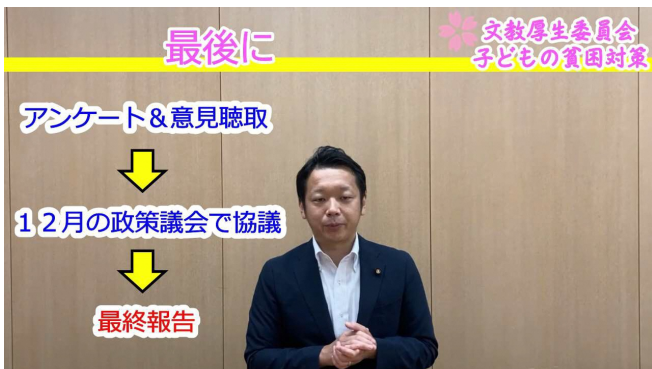 最後に
文教厚生委員会
子どもの貧困対策
アンケート＆意見聴取
１２月の政策議会で協議
最終報告